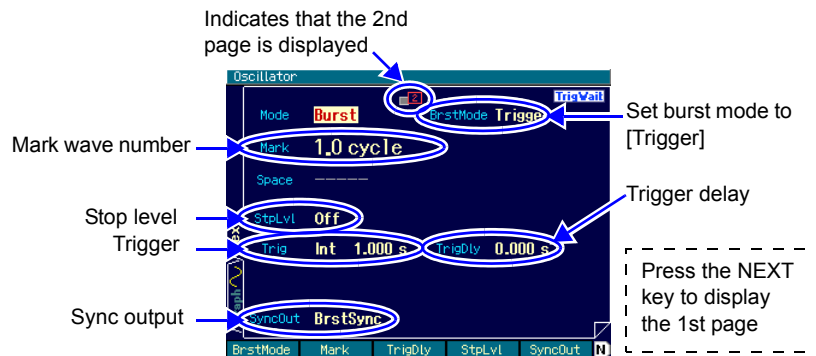 Indicates that the 2nd
page is displayed
Oscillator
2
TrigWait
Mode Burst BrstMode Trigge
Set burst mode to
[Trigger]
Mark wave number
Mark 1.0 cycle
Space -----
Trigger delay
Stop level
StpLvl Off
Trigger
Trig Int 1.000 s TrigDly 0.000 s
Press the NEXT
key to display
the 1st page
Sync output
SyncOut BrstSync
BrstMode Mark TrigDly StpLvl SyncOut N